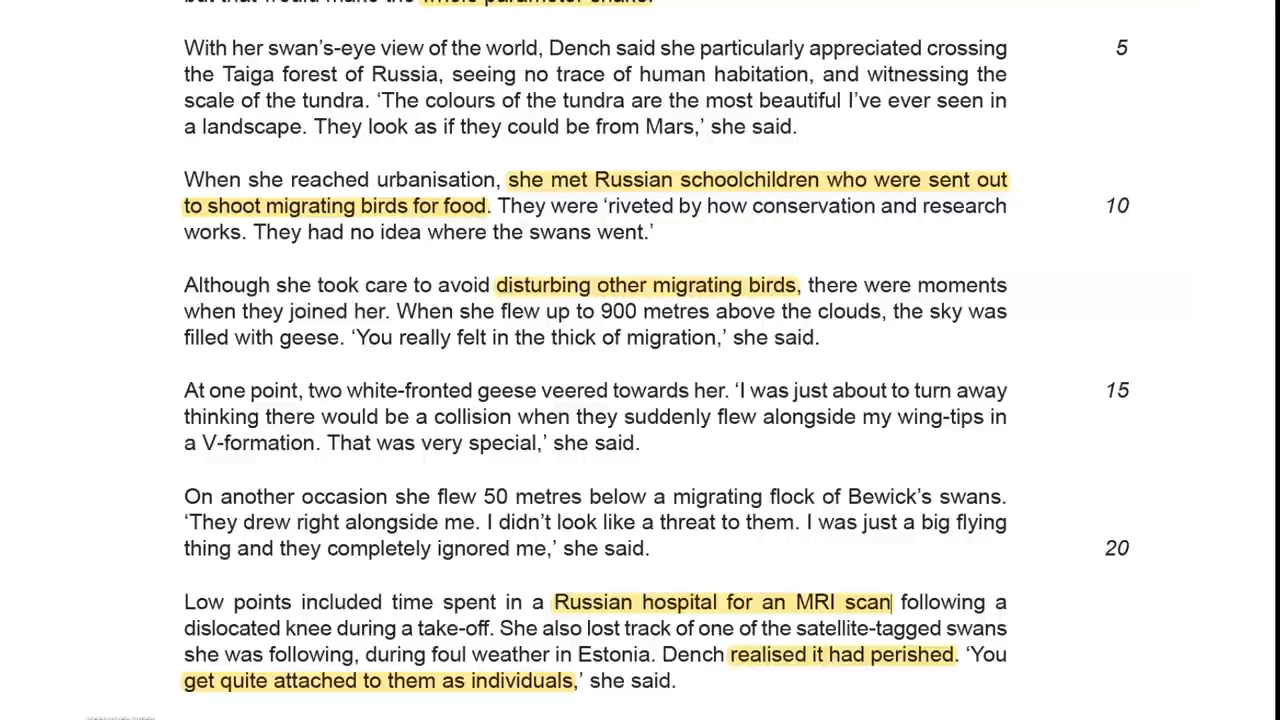 With her swan's-eye view of the world, Dench said she particularly appreciated crossing 5
the Taiga forest of Russia, seeing no trace of human habitation, and witnessing the
scale of the tundra. ‘The colours of the tundra are the most beautiful I’ve ever seen in
a landscape. They look as if they could be from Mars,’ she said.
When she reached urbanisation, she met Russian schoolchildren who were sent out
to shoot migrating birds for food. They were ‘riveted by how conservation and research 10
works. They had no idea where the swans went.’
Although she took care to avoid disturbing other migrating birds, there were moments
when they joined her. When she flew up to 900 metres above the clouds, the sky was
filled with geese. ‘You really felt in the thick of migration,’ she said.
At one point, two white-fronted geese veered towards her. ‘I was just about to turn away 15
thinking there would be a collision when they suddenly flew alongside my wing-tips in
a V-formation. That was very special,’ she said.
On another occasion she flew 50 metres below a migrating flock of Bewick’s swans.
‘They drew right alongside me. I didn’t look like a threat to them. I was just a big flying
thing and they completely ignored me,’ she said. 20
Low points included time spent in a Russian hospital for an MRI scan following a
dislocated knee during a take-off. She also lost track of one of the satellite-tagged swans
she was following, during foul weather in Estonia. Dench realised it had perished. ‘You
get quite attached to them as individuals,’ she said.